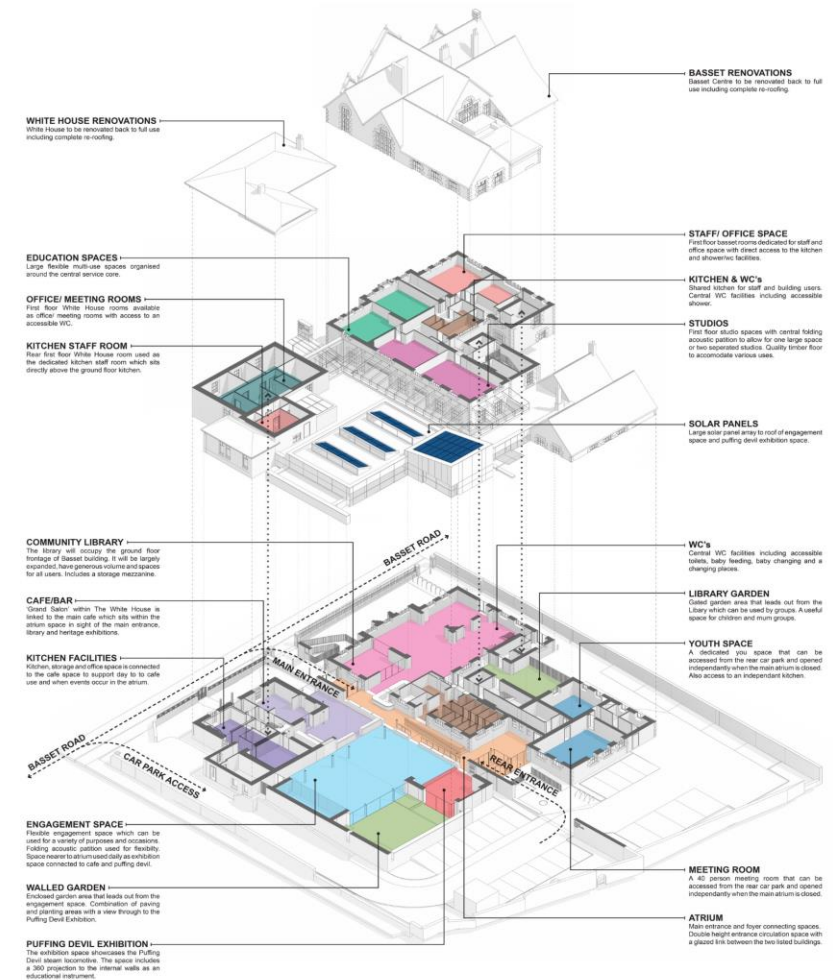 BASSET RENOVATIONS
Basset Centre to be renovated back to full
use including complete re-roofing.
WHITE HOUSE RENOVATIONS
White House to be renovated back to full use
including complete re-roofing.
STAFF/ OFFICE SPACE
First floor basset rooms dedicated for staff and
office space with direct access to the kitchen
and shower/wc facilities.
EDUCATION SPACES
Large flexible multi-use spaces organised
around the central service core.
KITCHEN & WC's
Shared kitchen for staff and building users.
Central WC facilities including accessible
shower.
OFFICE/ MEETING ROOMS
First floor White House rooms available
as office/ meeting rooms with access to an
accessible WC.
STUDIOS
First floor studio spaces with central folding
acoustic patition to allow for one large space
or two seperated studios. Quality timber floor
to accomodate various uses.
KITCHEN STAFF ROOM
Rear first floor White House room used as
the dedicated kitchen staff room which sits
directly above the ground floor kitchen.
SOLAR PANELS
Large solar panel array to roof of engagement
space and puffing devil exhibition space.
COMMUNITY LIBRARY
The library will occupy the ground floor
frontage of Basset building. It will be largely
expanded, have generous volume and spaces
for all users. Includes a storage mezzanine.
BASSET ROAD
WC's
Central WC facilities including accessible
toilets, baby feeding, baby changing and a
changing places.
CAFE/BAR
'Grand Salon' within The White House is
linked to the main cafe which sits within the
atrium space in sight of the main entrance,
library and heritage exhibitions.
LIBRARY GARDEN
Gated garden area that leads out from the
Libary which can be used by groups. A useful
space for children and mum groups.
KITCHEN FACILITIES
Kitchen, storage and office space is connected
to the cafe space to support day to to cafe
use and when events occur in the atrium.
YOUTH SPACE
A dedicated you space that can be
accessed from the rear car park and opened
independantly when the main atrium is closed.
Also access to an independant kitchen.
MAIN ENTRANCE
BASSET ROAD
CAR PARK ACCESS
REAR ENTRANCE
ENGAGEMENT SPACE
Flexible engagement space which can be
used for a variety of purposes and occasions.
Folding acoustic patition used for flexibilty.
Space nearer to atrium used daily as exhibition
space connected to cafe and puffing devil.
MEETING ROOM
A 40 person meeting room that can be
accessed from the rear car park and opened
independantly when the main atrium is closed.
WALLED GARDEN
Enclosed garden area that leads out from the
engagement space. Combination of paving
and planting areas with a view through to the
Puffing Devil Exhibition.
ATRIUM
Main entrance and foyer connecting spaces.
Double height entrance circulation space with
a glazed link between the two listed buildings.
PUFFING DEVIL EXHIBITION
The exhibition space showcases the Puffing
Devil steam locomotive. The space includes
a 360 projection to the internal walls as an
educational instrument.